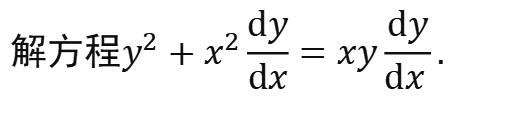 解方程y² + x² dy/dx = xy dy/dx.